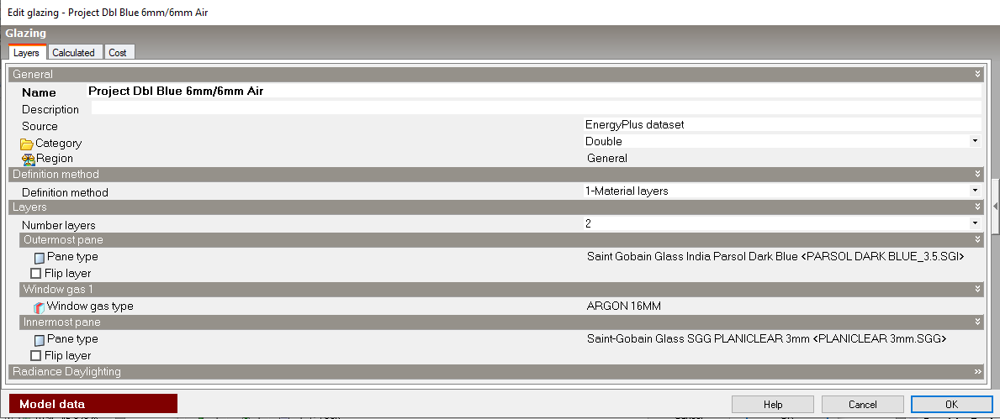 Edit glazing - Project Dbl Blue 6mm/6mm Air
Glazing
Layers Calculated Cost
General
Name Project Dbl Blue 6mm/6mm Air
Description
Source EnergyPlus dataset
Category Double
Region General
Definition method
Definition method 1-Material layers
Layers
Number layers 2
Outermost pane
Pane type Saint Gobain Glass India Parsol Dark Blue <PARSOL DARK BLUE_3.5.SGI>
Flip layer
Window gas 1
Window gas type ARGON 16MM
Innermost pane
Pane type Saint-Gobain Glass SGG PLANICLEAR 3mm <PLANICLEAR 3mm.SGG>
Flip layer
Radiance Daylighting
Model data Help Cancel OK